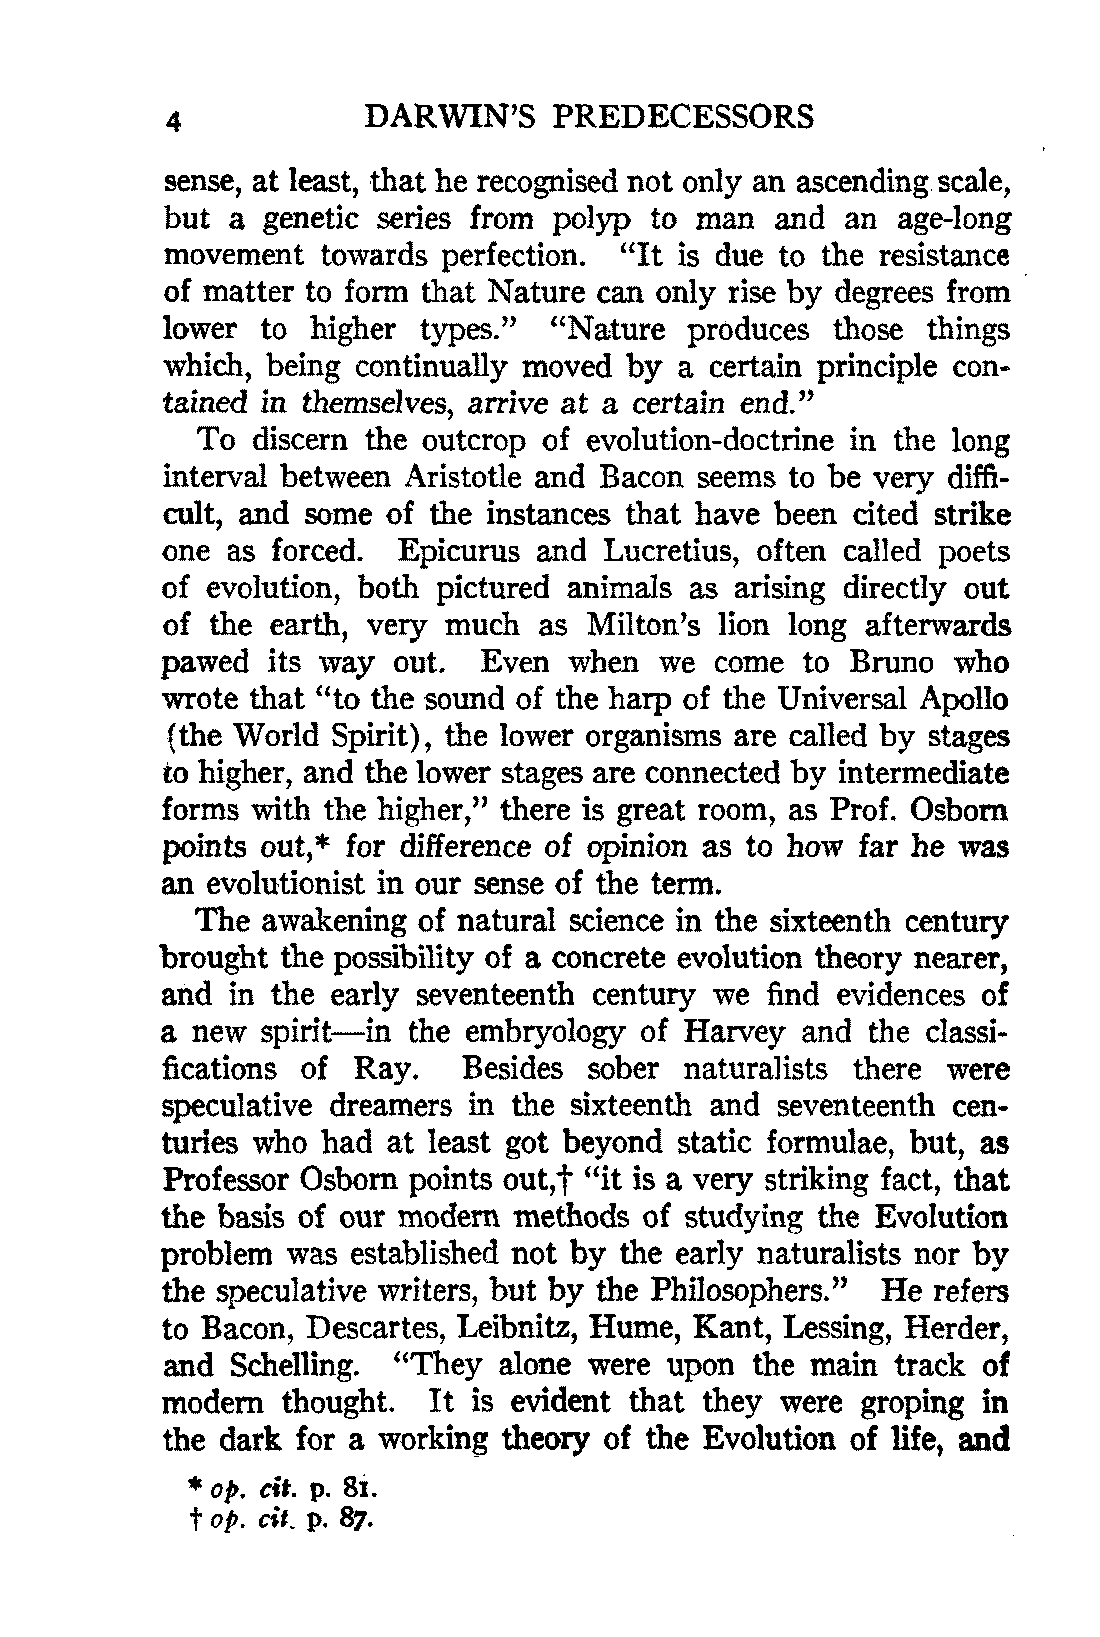 4 DARWIN'S PREDECESSORS
sense, at least, that he recognised not only an ascending scale,
but a genetic series from polyp to man and an age-long
movement towards perfection. "It is due to the resistance
of matter to form that Nature can only rise by degrees from
lower to higher types." "Nature produces those things
which, being continually moved by a certain principle con-
tained in themselves, arrive at a certain end."
To discern the outcrop of evolution-doctrine in the long
interval between Aristotle and Bacon seems to be very diffi-
cult, and some of the instances that have been cited strike
one as forced. Epicurus and Lucretius, often called poets
of evolution, both pictured animals as arising directly out
of the earth, very much as Milton's lion long afterwards
pawed its way out. Even when we come to Bruno who
wrote that "to the sound of the harp of the Universal Apollo
(the World Spirit), the lower organisms are called by stages
to higher, and the lower stages are connected by intermediate
forms with the higher," there is great room, as Prof. Osborn
points out,* for difference of opinion as to how far he was
an evolutionist in our sense of the term.
The awakening of natural science in the sixteenth century
brought the possibility of a concrete evolution theory nearer,
and in the early seventeenth century we find evidences of
a new spirit—in the embryology of Harvey and the classi-
fications of Ray. Besides sober naturalists there were
speculative dreamers in the sixteenth and seventeenth cen-
turies who had at least got beyond static formulae, but, as
Professor Osborn points out,† "it is a very striking fact, that
the basis of our modern methods of studying the Evolution
problem was established not by the early naturalists nor by
the speculative writers, but by the Philosophers." He refers
to Bacon, Descartes, Leibnitz, Hume, Kant, Lessing, Herder,
and Schelling. "They alone were upon the main track of
modern thought. It is evident that they were groping in
the dark for a working theory of the Evolution of life, and
* op. cit. p. 81.
† op. cit. p. 87.